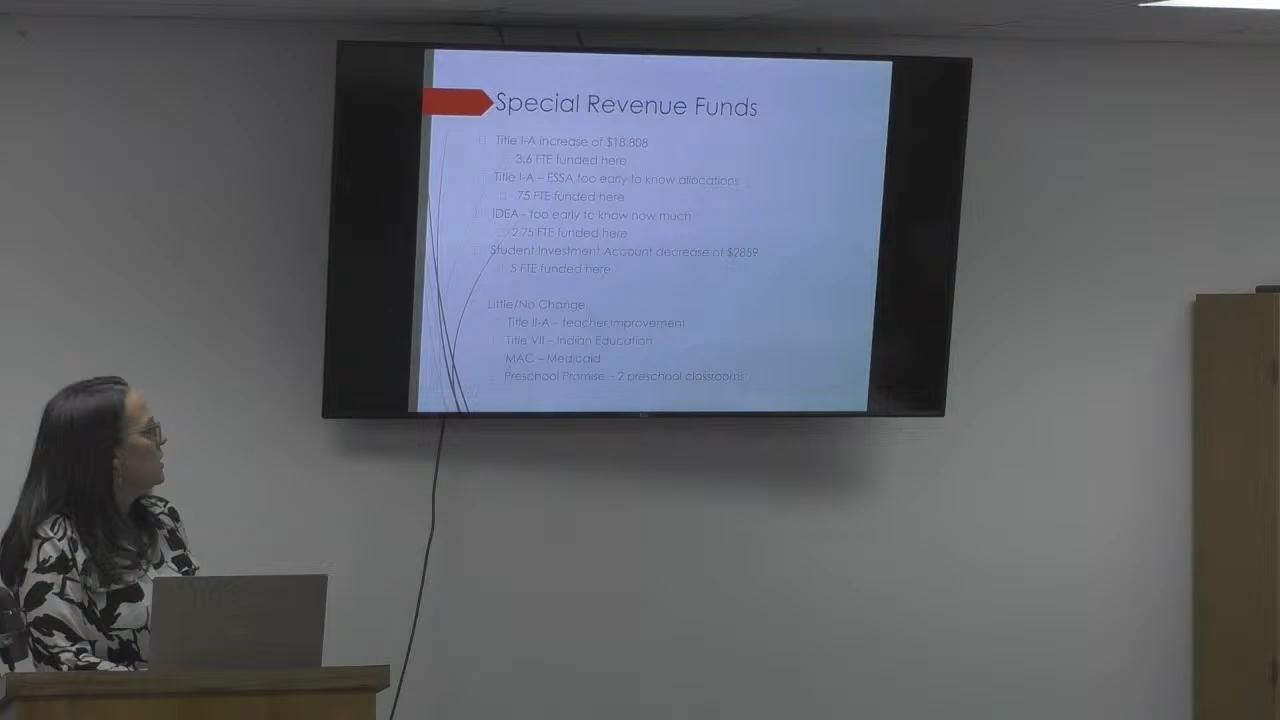 Special Revenue Funds
Title I-A increase of $18,808
3.6 FTE funded here
Title I-A – ESSA too early to know allocations
.75 FTE funded here
IDEA - too early to know how much
2.75 FTE funded here
Student Investment Account decrease of $2859
5 FTE funded here
Little/No Change
Title II-A – teacher improvement
Title VII – Indian Education
MAC – Medicaid
Preschool Promise – 2 preschool classrooms